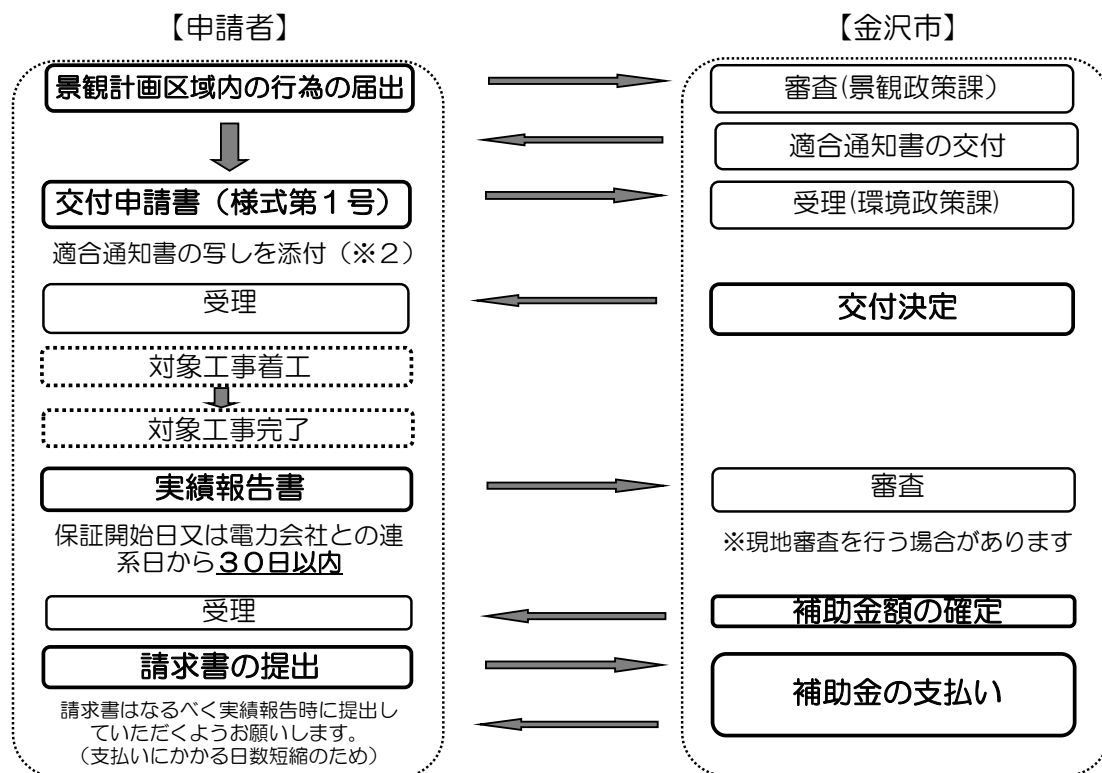 【申請者】
【金沢市】
景観計画区域内の行為の届出
審査(景観政策課）
適合通知書の交付
交付申請書（様式第１号）
受理(環境政策課)
適合通知書の写しを添付（※２）
受理
交付決定
対象工事着工
対象工事完了
実績報告書
審査
保証開始日又は電力会社との連
系日から３０日以内
※現地審査を行う場合があります
受理
補助金額の確定
請求書の提出
補助金の支払い
請求書はなるべく実績報告時に提出し
ていただくようお願いします。
（支払いにかかる日数短縮のため）